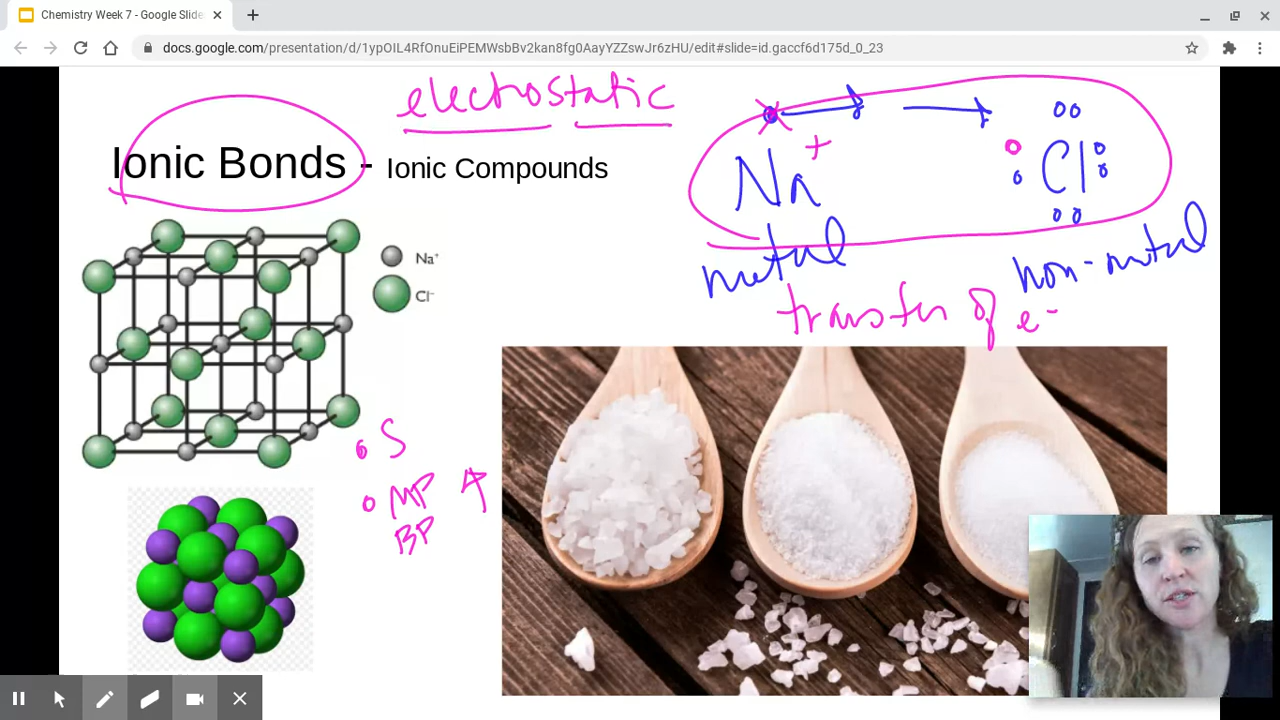 Chemistry Week 7 - Google Slide
docs.google.com/presentation/d/1ypOIL4RfOnuEiPEMWsbBv2kan8fg0AayYZZswJr6zHU/edit#slide=id.gaccf6d175d_0_23
electrostatic
Ionic Bonds - Ionic Compounds
Na+
Cl
metal
non-metal
transfer of
e-
Na+
Cl-
S
MP
BP